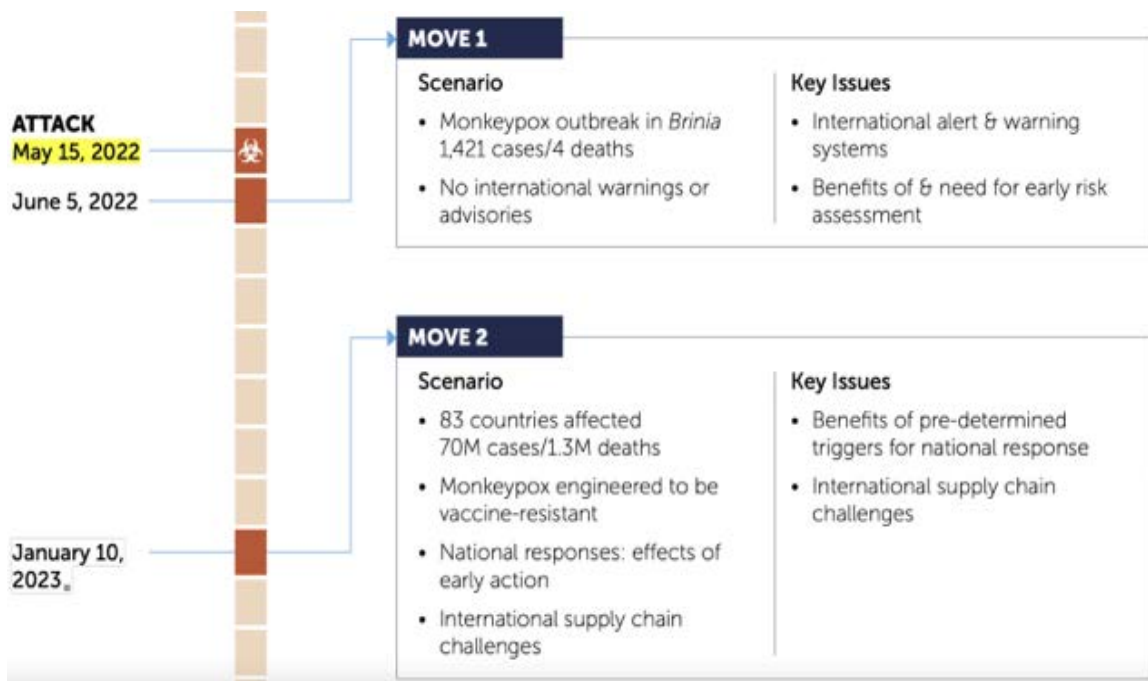 ATTACK
May 15, 2022
June 5, 2022
MOVE 1
Scenario
• Monkeypox outbreak in Brinia
1,421 cases/4 deaths
• No international warnings or
advisories
Key Issues
• International alert & warning
systems
• Benefits of & need for early risk
assessment
January 10,
2023
MOVE 2
Scenario
• 83 countries affected
70M cases/1.3M deaths
• Monkeypox engineered to be
vaccine-resistant
• National responses: effects of
early action
• International supply chain
challenges
Key Issues
• Benefits of pre-determined
triggers for national response
• International supply chain
challenges